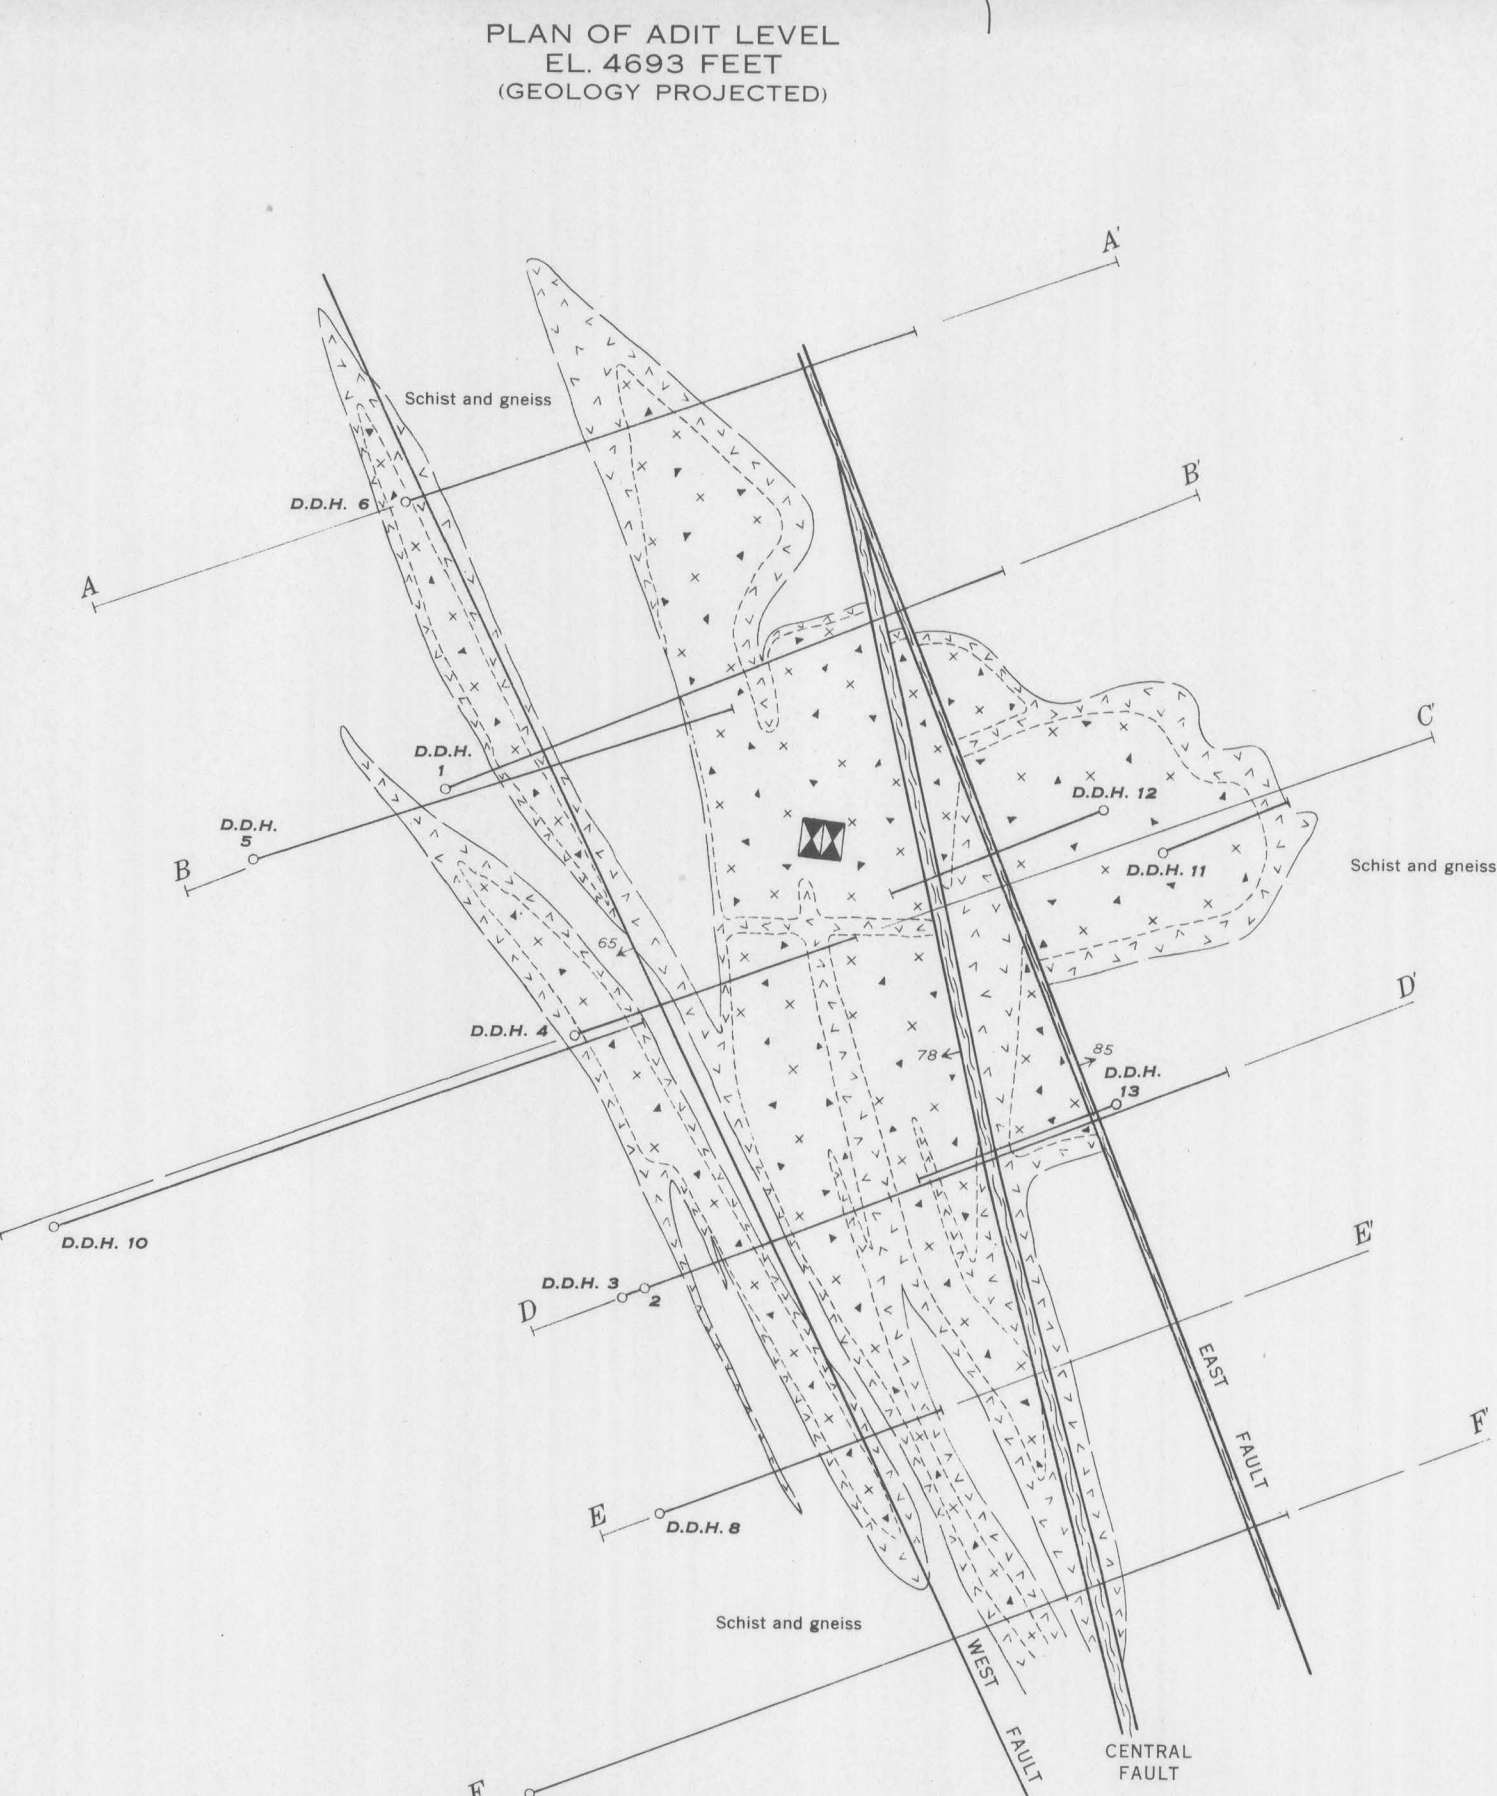 PLAN OF ADIT LEVEL
EL. 4693 FEET
(GEOLOGY PROJECTED)
A'
Schist and gneiss
B'
D.D.H. 6
A
C'
D.D.H.
1
D.D.H. 12
D.D.H.
5
B
D.D.H. 11
Schist and gneiss
65
D.D.H. 4
D'
78
85
D.D.H.
13
D.D.H. 10
E'
D.D.H. 3
2
D
EAST
FAULT
F'
E
D.D.H. 8
Schist and gneiss
WEST
FAULT
CENTRAL
FAULT
F